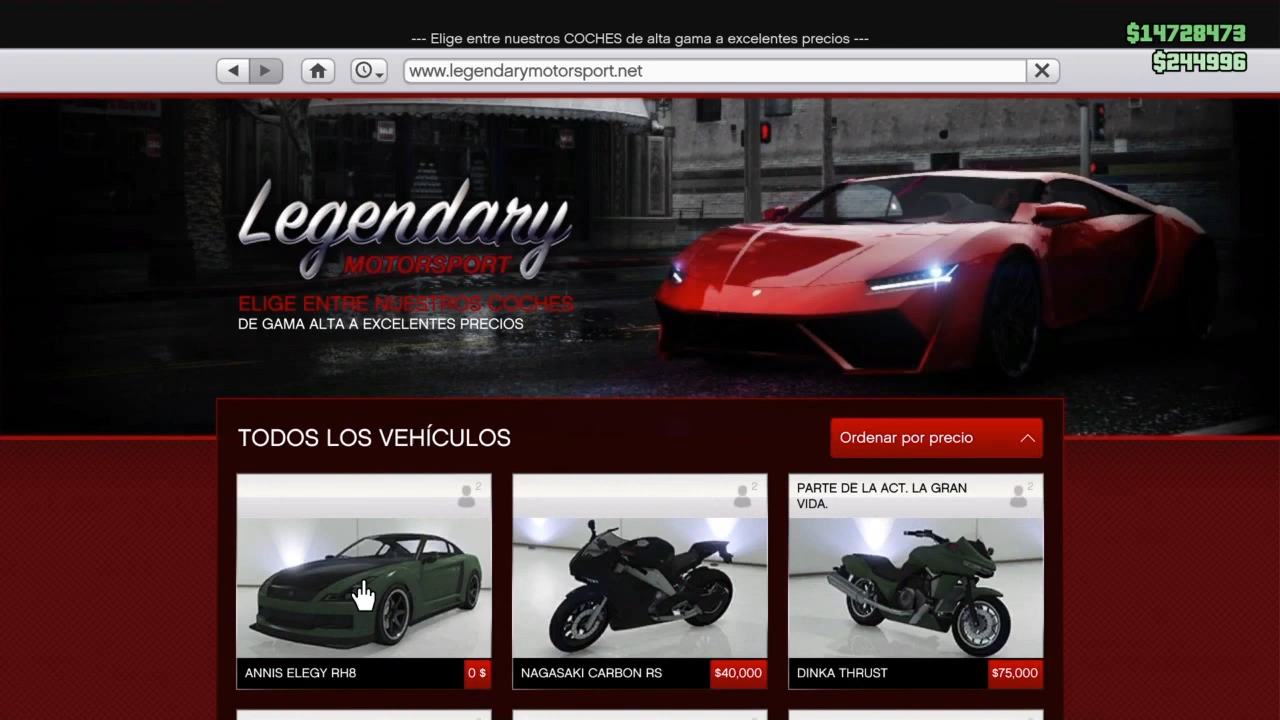 --- Elige entre nuestros COCHES de alta gama a excelentes precios ---
$14728473
$244996
www.legendarymotorsport.net
Legendary
MOTORSPORT
ELIGE ENTRE NUESTROS COCHES
DE GAMA ALTA A EXCELENTES PRECIOS
TODOS LOS VEHÍCULOS
Ordenar por precio
2
2
PARTE DE LA ACT. LA GRAN
VIDA.
2
ANNIS ELEGY RH8
0 $
NAGASAKI CARBON RS
$40,000
DINKA THRUST
$75,000